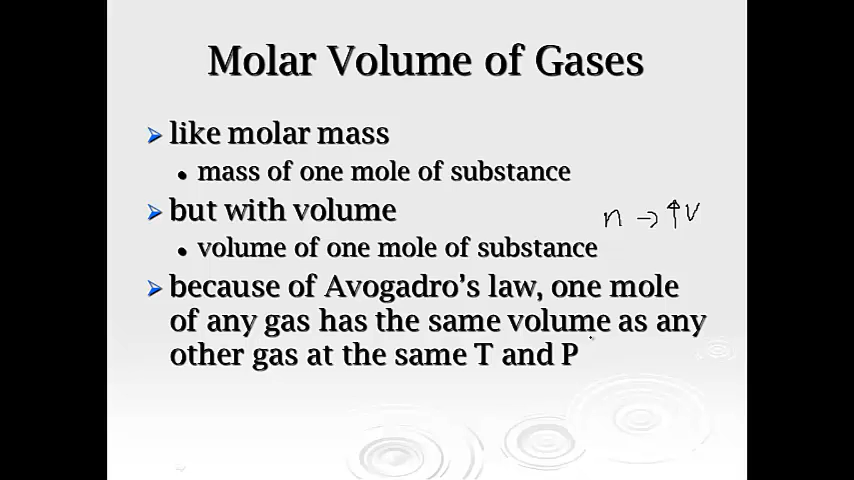 Molar Volume of Gases
like molar mass
mass of one mole of substance
but with volume
n → ↑ V
volume of one mole of substance
because of Avogadro's law, one mole
of any gas has the same volume as any
other gas at the same T and P